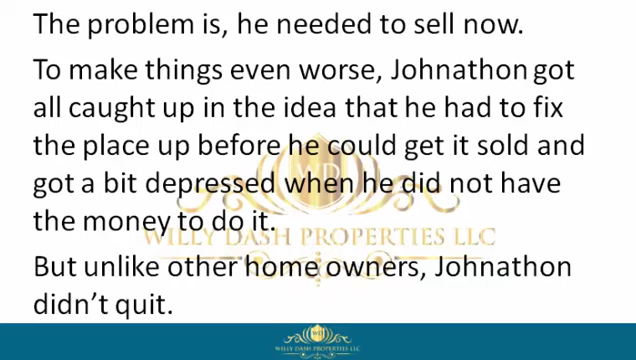 The problem is, he needed to sell now.
To make things even worse, Johnathon got
all caught up in the idea that he had to fix
the place up before he could get it sold and
got a bit depressed when he did not have
the money to do it.
WD
WILLY DASH PROPERTIES LLC
But unlike other home owners, Johnathon
didn't quit.
WD
WILLY DASH PROPERTIES LLC